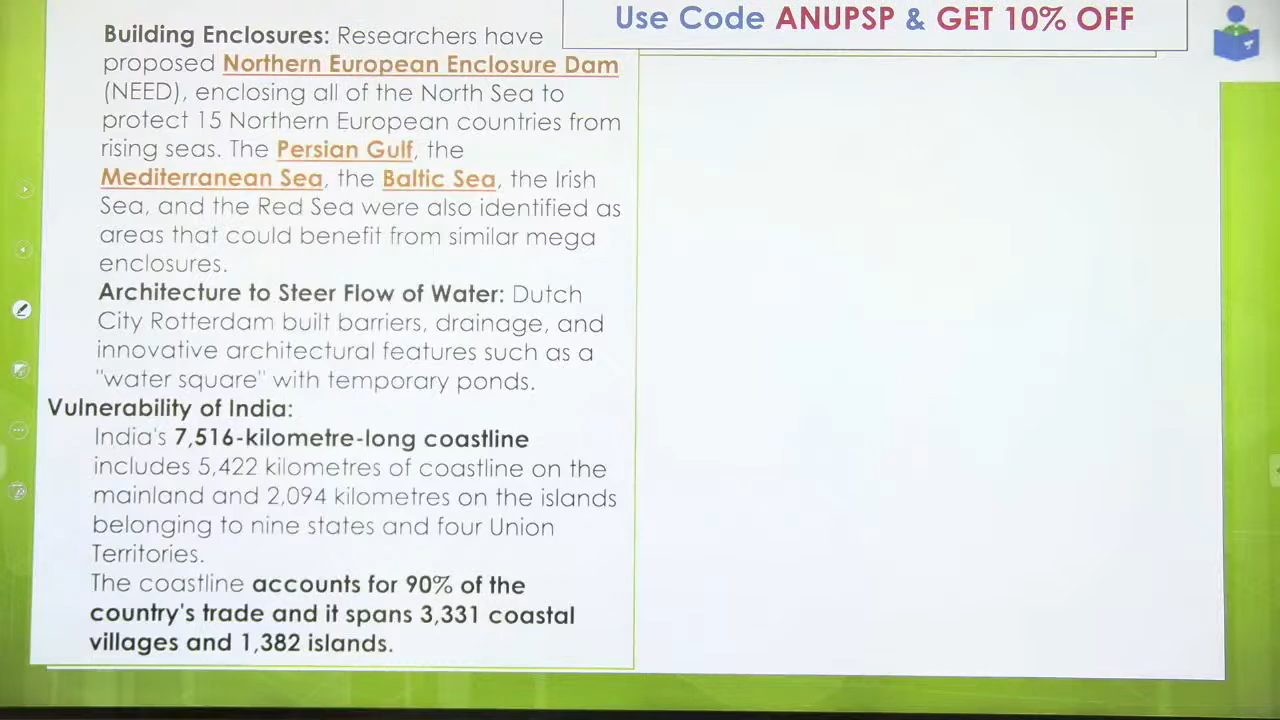 Use Code ANUPSP & GET 10% OFF
Building Enclosures: Researchers have
proposed Northern European Enclosure Dam
(NEED), enclosing all of the North Sea to
protect 15 Northern European countries from
rising seas. The Persian Gulf, the
Mediterranean Sea, the Baltic Sea, the Irish
Sea, and the Red Sea were also identified as
areas that could benefit from similar mega
enclosures.
Architecture to Steer Flow of Water: Dutch
City Rotterdam built barriers, drainage, and
innovative architectural features such as a
"water square" with temporary ponds.
Vulnerability of India:
India's 7,516-kilometre-long coastline
includes 5,422 kilometres of coastline on the
mainland and 2,094 kilometres on the islands
belonging to nine states and four Union
Territories.
The coastline accounts for 90% of the
country's trade and it spans 3,331 coastal
villages and 1,382 islands.